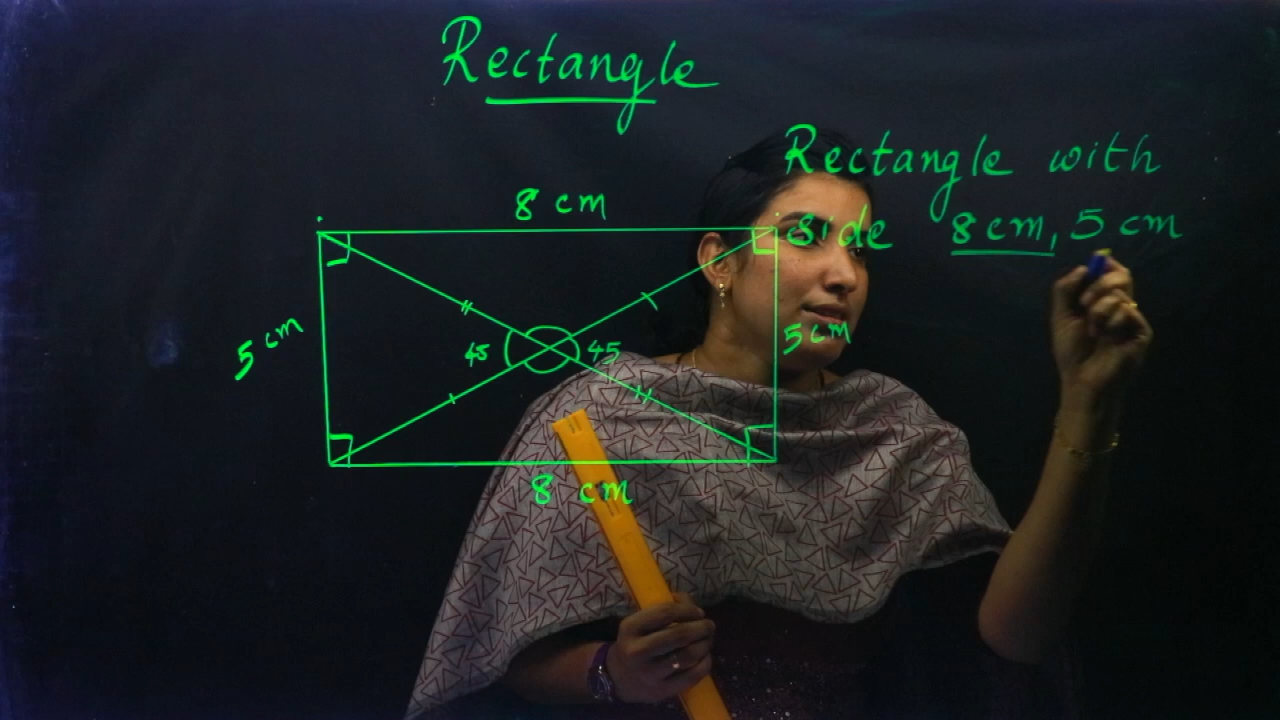 Rectangle
Rectangle with
side 8 cm, 5 cm
8 cm
5 cm
45
45
5 cm
8 cm